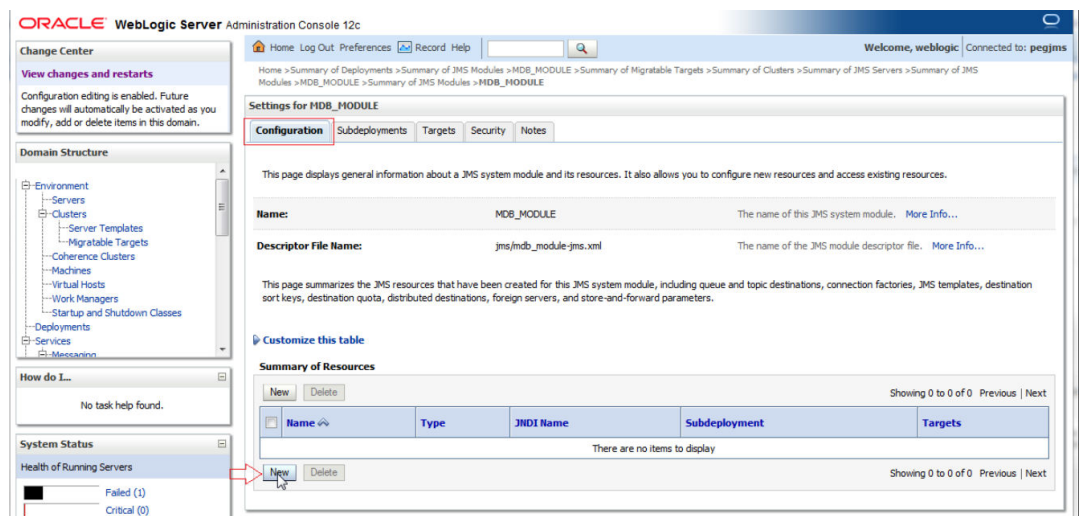 ORACLE WebLogic Server Administration Console 12c
Change Center
View changes and restarts
Configuration editing is enabled. Future
changes will automatically be activated as you
modify, add or delete items in this domain.
Domain Structure
Environment
Servers
Clusters
Server Templates
Migratable Targets
Coherence Clusters
Machines
Virtual Hosts
Work Managers
Startup and Shutdown Classes
Deployments
Services
Messaging
How do I...
No task help found.
System Status
Health of Running Servers
Failed (1)
Critical (0)
Home Log Out Preferences Record Help
Welcome, weblogic Connected to: pegjms
Home >Summary of Deployments >Summary of JMS Modules >MDB_MODULE >Summary of Migratable Targets >Summary of Clusters >Summary of JMS Servers >Summary of JMS
Modules >MDB_MODULE >Summary of JMS Modules >MDB_MODULE
Settings for MDB_MODULE
Configuration Subdeployments Targets Security Notes
This page displays general information about a JMS system module and its resources. It also allows you to configure new resources and access existing resources.
Name: MDB_MODULE The name of this JMS system module. More Info...
Descriptor File Name: jms/mdb_module-jms.xml The name of the JMS module descriptor file. More Info...
This page summarizes the JMS resources that have been created for this JMS system module, including queue and topic destinations, connection factories, JMS templates, destination
sort keys, destination quota, distributed destinations, foreign servers, and store-and-forward parameters.
Customize this table
Summary of Resources
New Delete Showing 0 to 0 of 0 Previous | Next
Name Type JNDI Name Subdeployment Targets
There are no items to display
New Delete Showing 0 to 0 of 0 Previous | Next